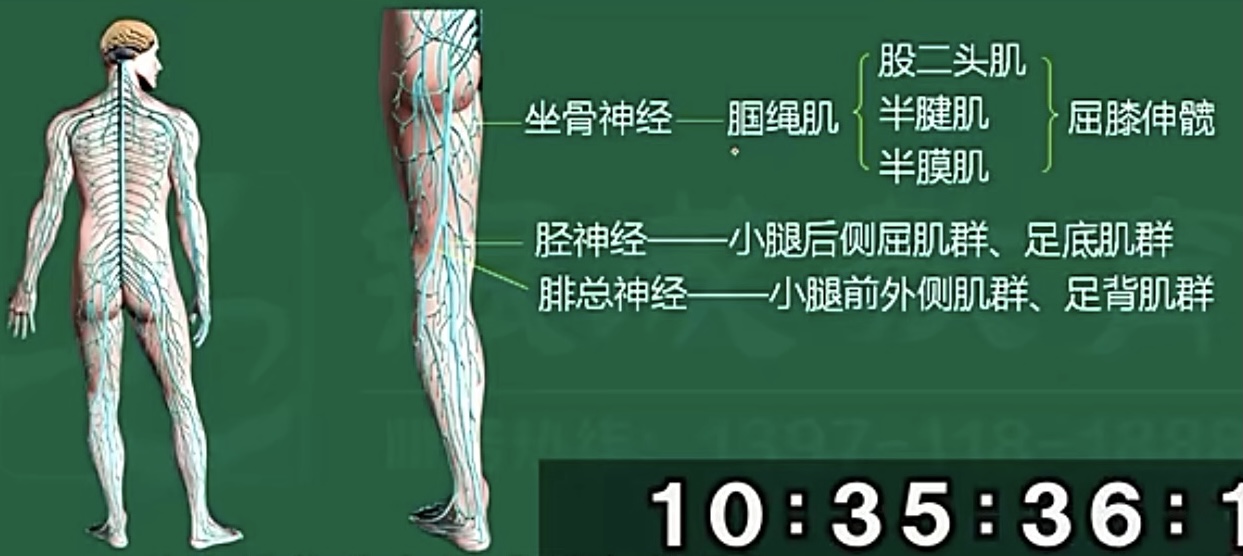 股二头肌
坐骨神经——腘绳肌 半腱肌 屈膝伸髋
半膜肌
胫神经——小腿后侧屈肌群、足底肌群
腓总神经——小腿前外侧肌群、足背肌群
1397-118-1888
10:35:36:1